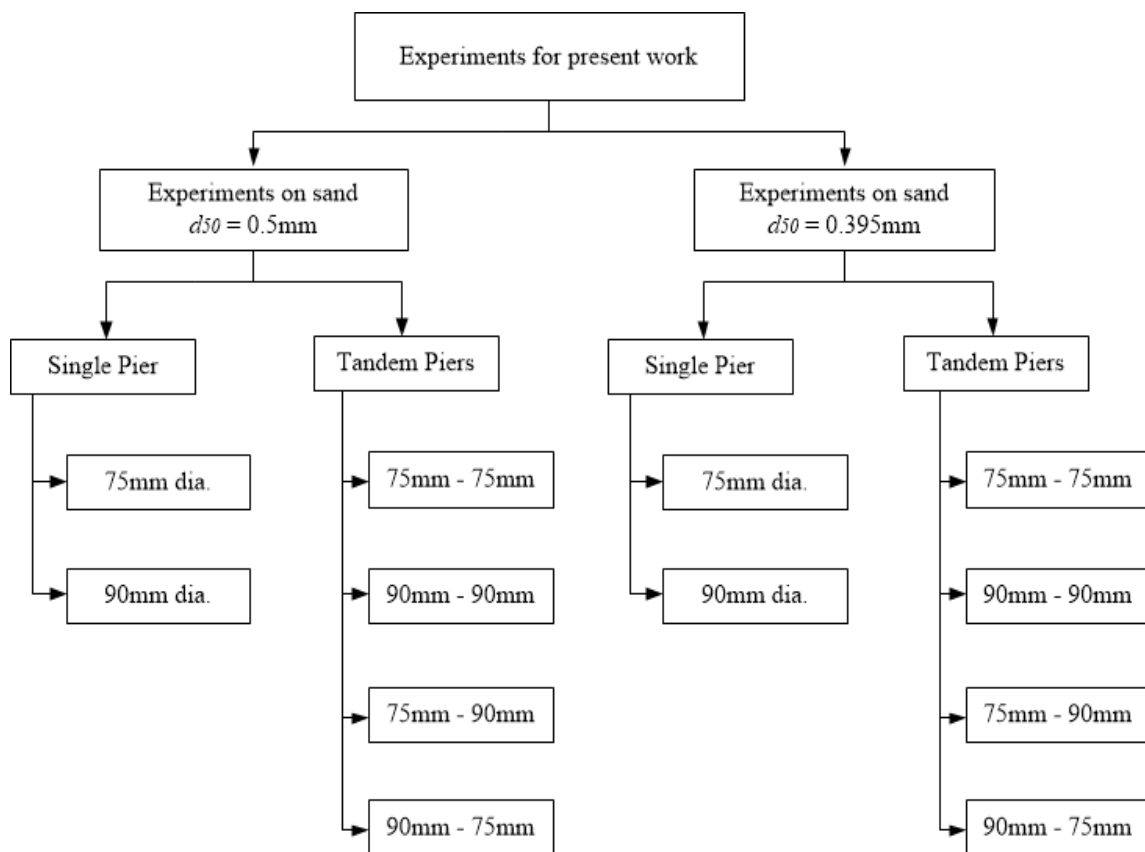 Experiments for present work
Experiments on sand
d50 = 0.5mm
Experiments on sand
d50 = 0.395mm
Single Pier
Tandem Piers
Single Pier
Tandem Piers
75mm dia.
75mm - 75mm
75mm dia.
75mm - 75mm
90mm dia.
90mm - 90mm
90mm dia.
90mm - 90mm
75mm - 90mm
75mm - 90mm
90mm - 75mm
90mm - 75mm